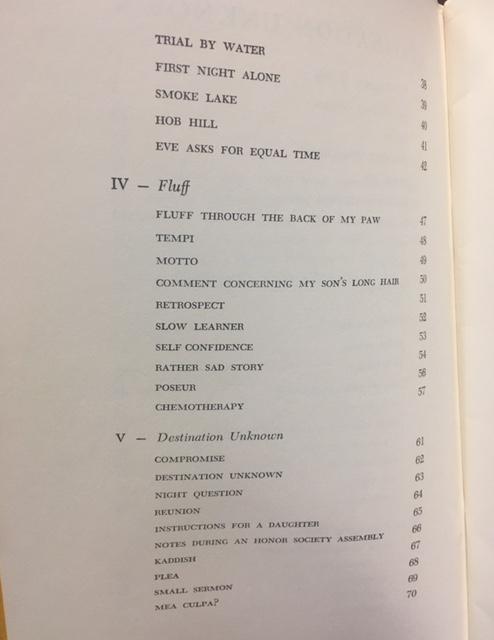 TRIAL BY WATER 38
FIRST NIGHT ALONE 39
SMOKE LAKE 40
HOB HILL 41
EVE ASKS FOR EQUAL TIME 42
IV — Fluff
FLUFF THROUGH THE BACK OF MY PAW 47
TEMPI 48
MOTTO 49
COMMENT CONCERNING MY SON'S LONG HAIR 50
RETROSPECT 51
SLOW LEARNER 52
SELF CONFIDENCE 53
RATHER SAD STORY 54
POSEUR 56
CHEMOTHERAPY 57
V — Destination Unknown
COMPROMISE 61
DESTINATION UNKNOWN 62
NIGHT QUESTION 63
REUNION 64
INSTRUCTIONS FOR A DAUGHTER 65
NOTES DURING AN HONOR SOCIETY ASSEMBLY 66
KADDISH 67
PLEA 68
SMALL SERMON 69
MEA CULPA? 70